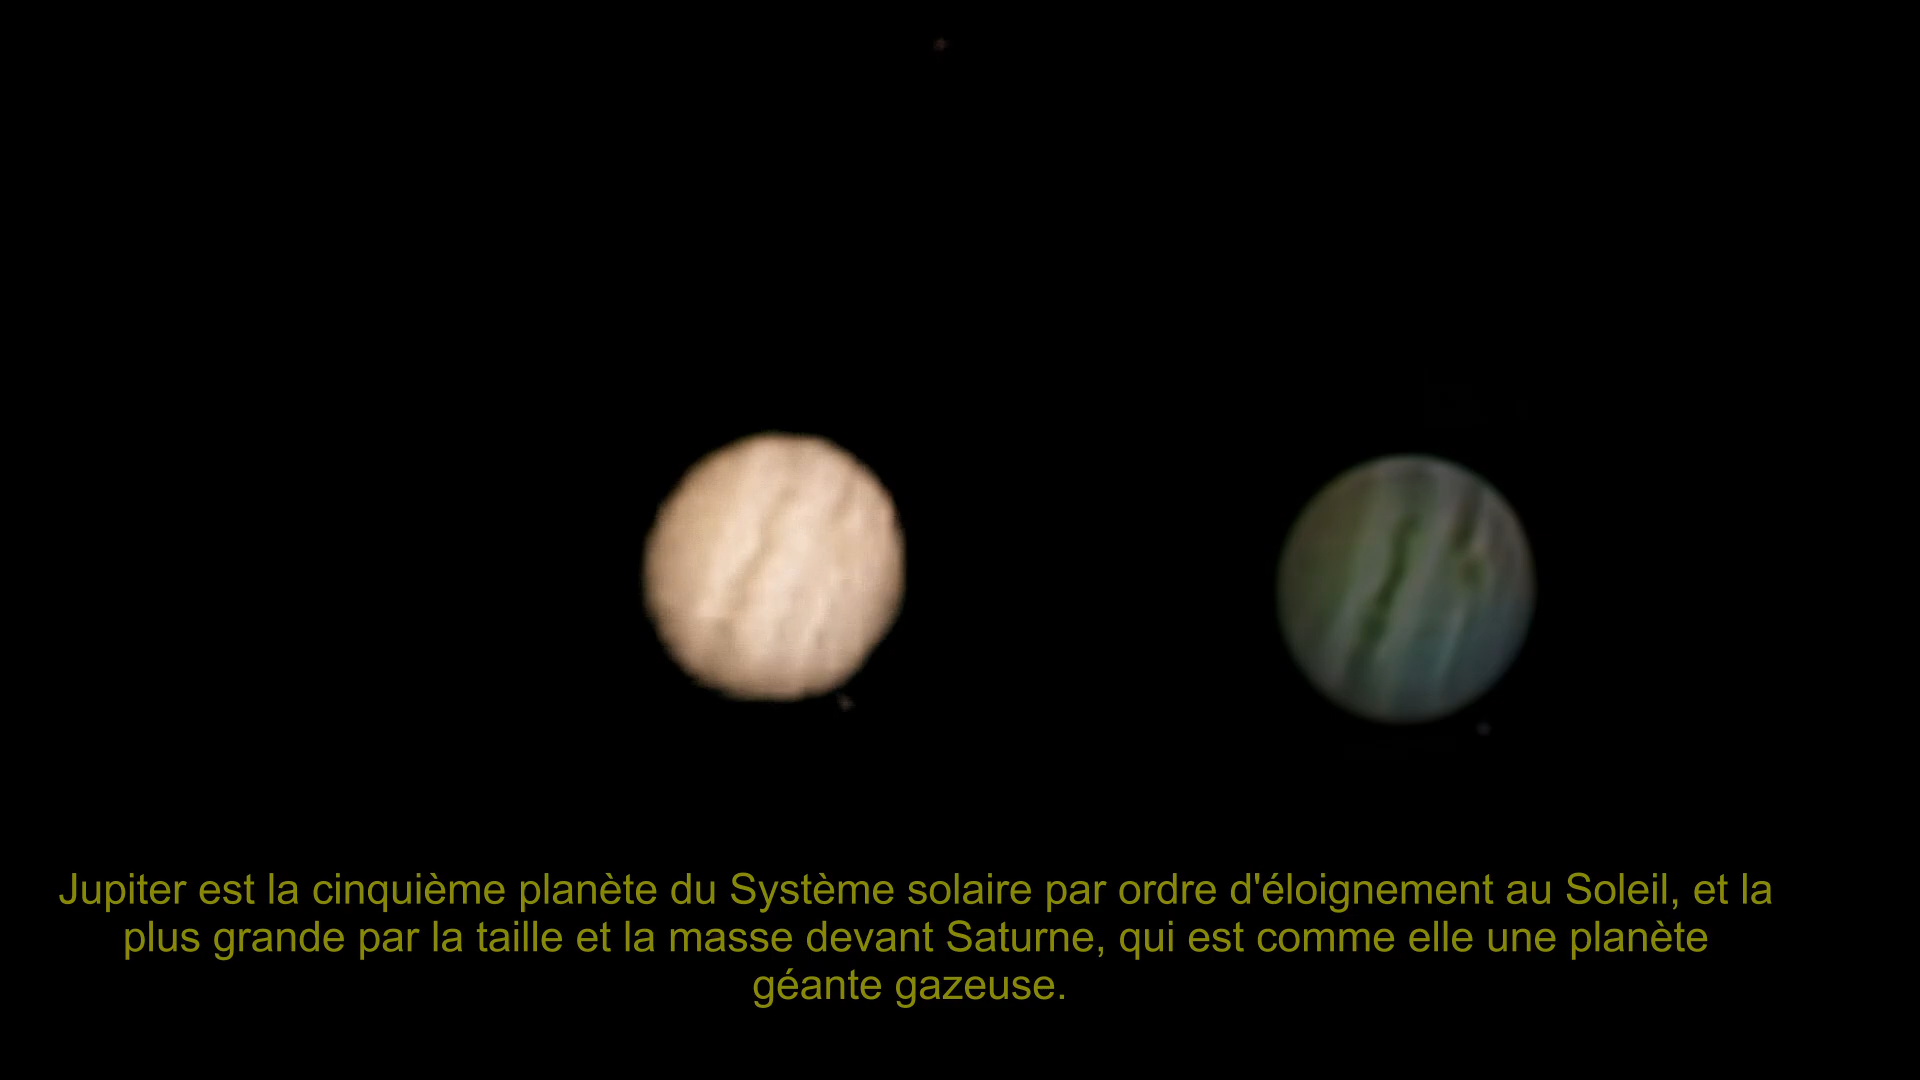 Jupiter est la cinquième planète du Système solaire par ordre d'éloignement au Soleil, et la
plus grande par la taille et la masse devant Saturne, qui est comme elle une planète
géante gazeuse.